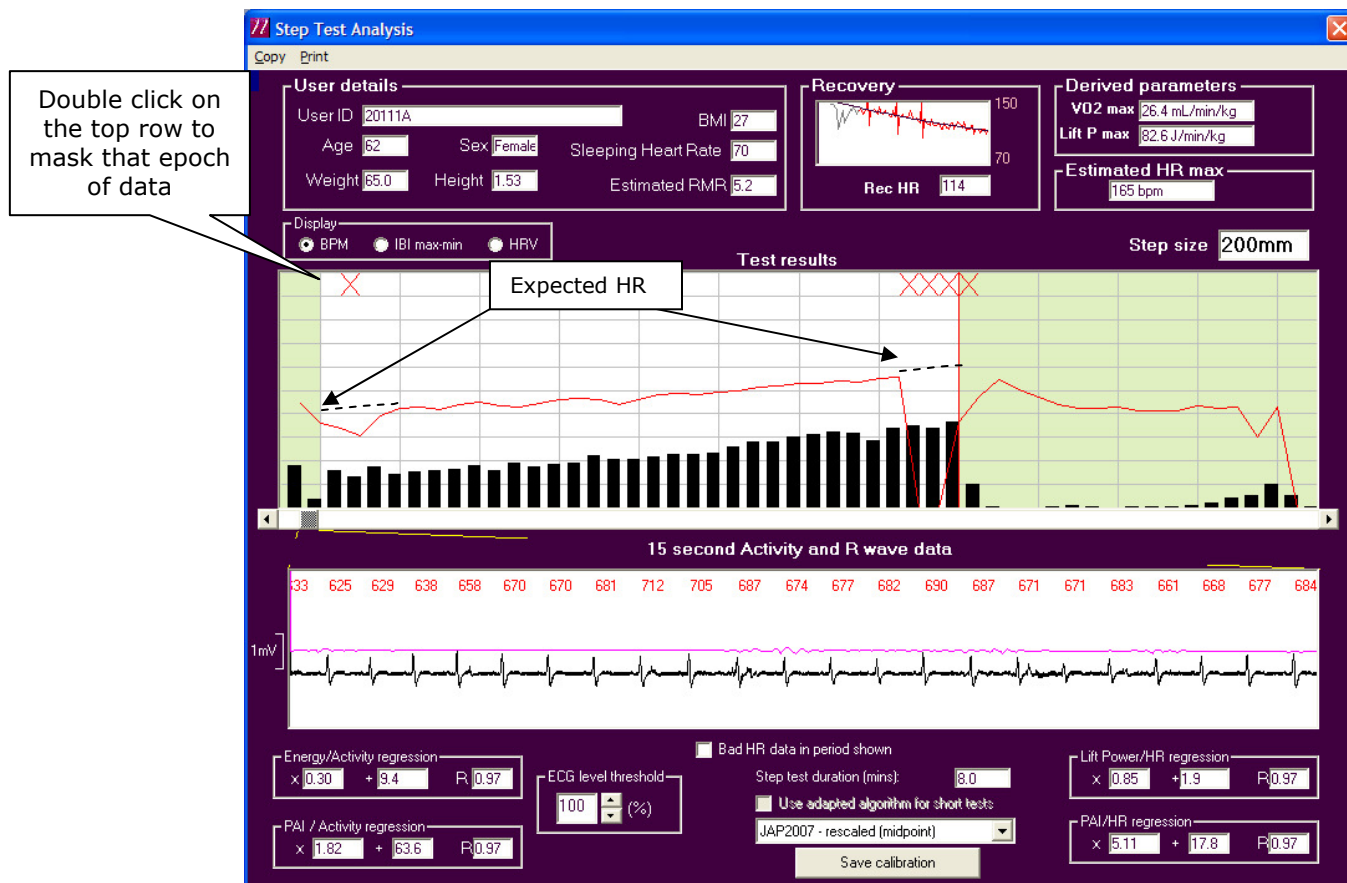 Step Test Analysis
Copy Print
Double click on
the top row to
mask that epoch
of data
User details
User ID 20111A
BMI 27
Age 62 Sex Female
Sleeping Heart Rate 70
Weight 65.0 Height 1.53
Estimated RMR 5.2
Recovery
150
70
Rec HR 114
Derived parameters
VO2 max 26.4 mL/min/kg
Lift P max 82.6 J/min/kg
Estimated HR max
165 bpm
Display
BPM IBI max-min HRV
Step size 200mm
Test results
Expected HR
15 second Activity and R wave data
633 625 629 638 658 670 670 681 712 705 687 674 677 682 690 687 671 671 683 661 668 677 684
1mV
Energy/Activity regression
x 0.30 + 9.4 R 0.97
PAI / Activity regression
x 1.82 + 63.6 R 0.97
ECG level threshold
100 (%)
Bad HR data in period shown
Step test duration (mins): 8.0
Use adapted algorithm for short tests
JAP2007 - rescaled (midpoint)
Save calibration
Lift Power/HR regression
x 0.85 +1.9 R 0.97
PAI/HR regression
x 5.11 + 17.8 R 0.97